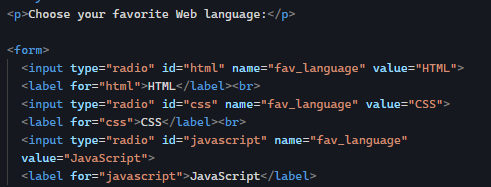 <p>Choose your favorite Web language:</p>
<form>
<input type="radio" id="html" name="fav_language" value="HTML">
<label for="html">HTML</label><br>
<input type="radio" id="css" name="fav_language" value="CSS">
<label for="css">CSS</label><br>
<input type="radio" id="javascript" name="fav_language"
value="JavaScript">
<label for="javascript">JavaScript</label>